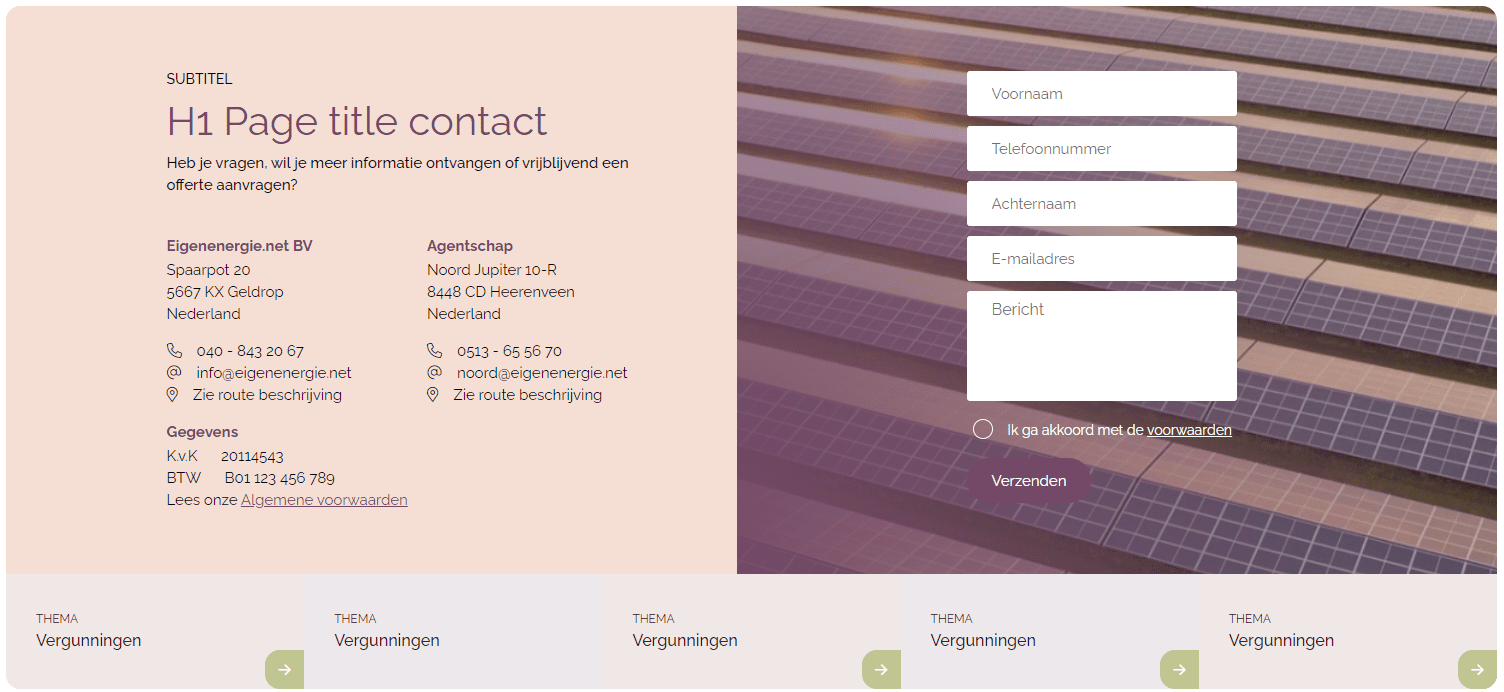 SUBTITEL
H1 Page title contact
Heb je vragen, wil je meer informatie ontvangen of vrijblijvend een
offerte aanvragen?
Eigenenergie.net BV
Spaarpot 20
5667 KX Geldrop
Nederland
040 - 843 20 67
info@eigenenergie.net
Zie route beschrijving
Agentschap
Noord Jupiter 10-R
8448 CD Heerenveen
Nederland
0513 - 65 56 70
noord@eigenenergie.net
Zie route beschrijving
Gegevens
K.v.K 20114543
BTW B01 123 456 789
Lees onze Algemene voorwaarden
Voornaam
Telefoonnummer
Achternaam
E-mailadres
Bericht
Ik ga akkoord met de voorwaarden
Verzenden
THEMA
Vergunningen
THEMA
Vergunningen
THEMA
Vergunningen
THEMA
Vergunningen
THEMA
Vergunningen